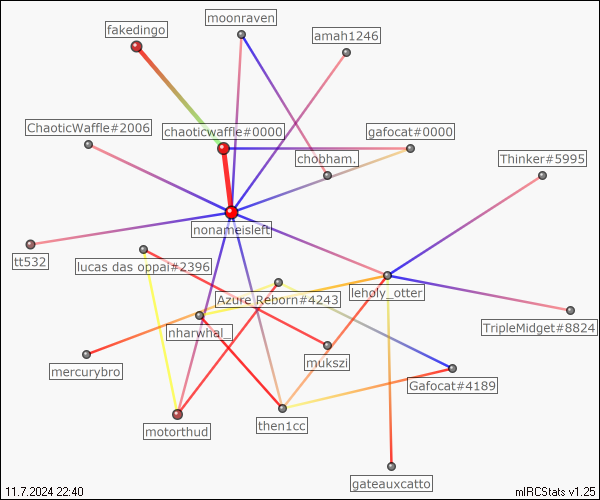 moonraven
fakedingo
amah1246
ChaoticWaffle#2006
chaoticwaffle#0000
gafocat#0000
chobham.
Thinker#5995
nonameisleft
tt532
lucas das oppai#2396
Azure Reborn#4243
leholy_otter
nharwhal_
TripleMidget#8824
mukszi
mercurybro
Gafocat#4189
motorthud
then1cc
gateauxcatto
11.7.2024 22:40
mIRCStats v1.25